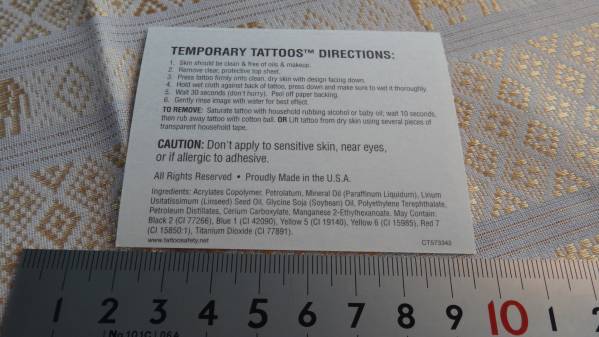 TEMPORARY TATTOOS™ DIRECTIONS:
1. Skin should be clean & free of oils & makeup.
2. Remove clear, protective top sheet.
3. Press tattoo firmly onto clean, dry skin with design facing down.
4. Hold wet cloth against back of tattoo, press down and make sure to wet it thoroughly.
5. Wait 30 seconds (don't hurry). Peel off paper backing.
6. Gently rinse image with water for best effect.
TO REMOVE: Saturate tattoo with household rubbing alcohol or baby oil; wait 10 seconds,
then rub away tattoo with cotton ball. OR Lift tattoo from dry skin using several pieces of
transparent household tape.
CAUTION: Don't apply to sensitive skin, near eyes,
or if allergic to adhesive.
All Rights Reserved • Proudly Made in the U.S.A.
Ingredients: Acrylates Copolymer, Petrolatum, Mineral Oil (Paraffinum Liquidum), Linum
Usitatissimum (Linseed) Seed Oil, Glycine Soja (Soybean) Oil, Polyethylene Terephthalate,
Petroleum Distillates, Cerium Carboxylate, Manganese 2-Ethylhexanoate. May Contain:
Black 2 (CI 77266), Blue 1 (CI 42090), Yellow 5 (CI 19140), Yellow 6 (CI 15985), Red 7
(CI 15850:1), Titanium Dioxide (CI 77891).
www.tattoosafety.net CT573343
1 2 3 4 5 6 7 8 9 10 1 2